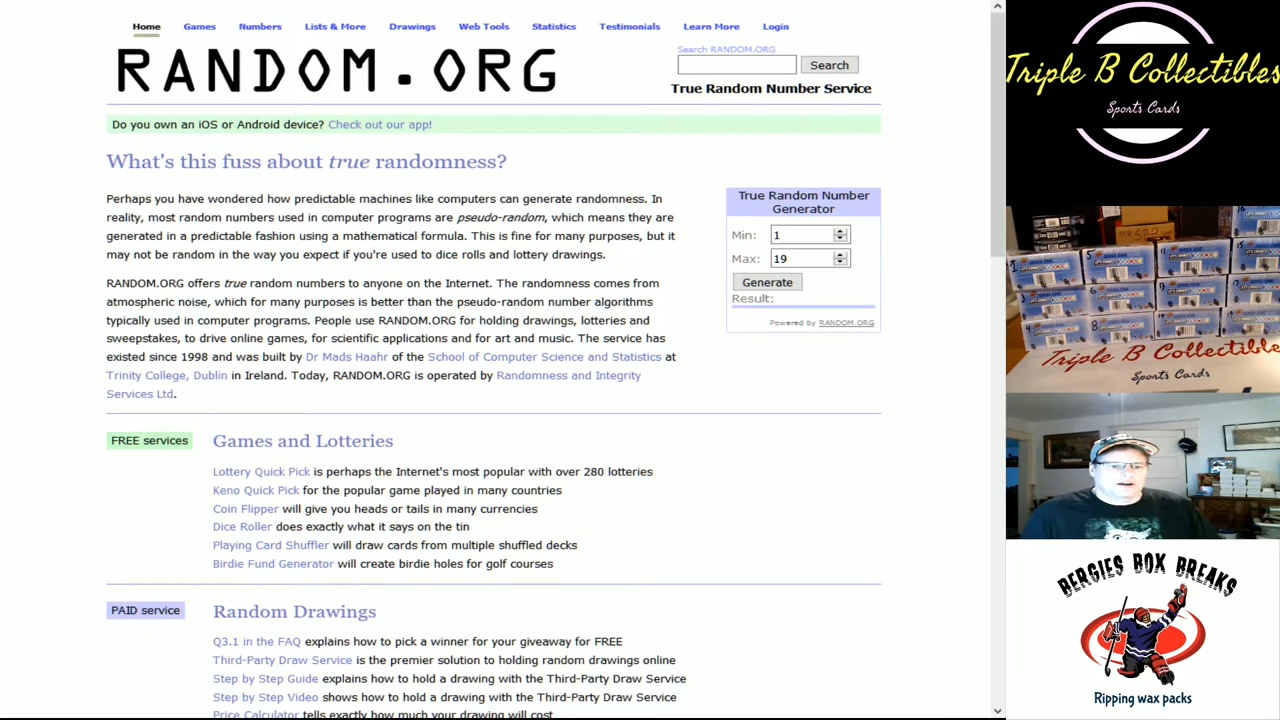 Home Games Numbers Lists & More Drawings Web Tools Statistics Testimonials Learn More Login
RANDOM.ORG
Search RANDOM.ORG
Search
True Random Number Service
Do you own an iOS or Android device? Check out our app!
What's this fuss about true randomness?
Perhaps you have wondered how predictable machines like computers can generate randomness. In
reality, most random numbers used in computer programs are pseudo-random, which means they are
generated in a predictable fashion using a mathematical formula. This is fine for many purposes, but it
may not be random in the way you expect if you're used to dice rolls and lottery drawings.
RANDOM.ORG offers true random numbers to anyone on the Internet. The randomness comes from
atmospheric noise, which for many purposes is better than the pseudo-random number algorithms
typically used in computer programs. People use RANDOM.ORG for holding drawings, lotteries and
sweepstakes, to drive online games, for scientific applications and for art and music. The service has
existed since 1998 and was built by Dr Mads Haahr of the School of Computer Science and Statistics at
Trinity College, Dublin in Ireland. Today, RANDOM.ORG is operated by Randomness and Integrity
Services Ltd.
True Random Number
Generator
Min: 1
Max: 19
Generate
Result:
Powered by RANDOM.ORG
FREE services
Games and Lotteries
Lottery Quick Pick is perhaps the Internet's most popular with over 280 lotteries
Keno Quick Pick for the popular game played in many countries
Coin Flipper will give you heads or tails in many currencies
Dice Roller does exactly what it says on the tin
Playing Card Shuffler will draw cards from multiple shuffled decks
Birdie Fund Generator will create birdie holes for golf courses
PAID service
Random Drawings
Q3.1 in the FAQ explains how to pick a winner for your giveaway for FREE
Third-Party Draw Service is the premier solution to holding random drawings online
Step by Step Guide explains how to hold a drawing with the Third-Party Draw Service
Step by Step Video shows how to hold a drawing with the Third-Party Draw Service
Price Calculator tells exactly how much your drawing will cost
Triple B Collectibles
Sports Cards
Triple B Collectible
Sports Cards
BERGIES BOX BREAKS
Ripping wax packs